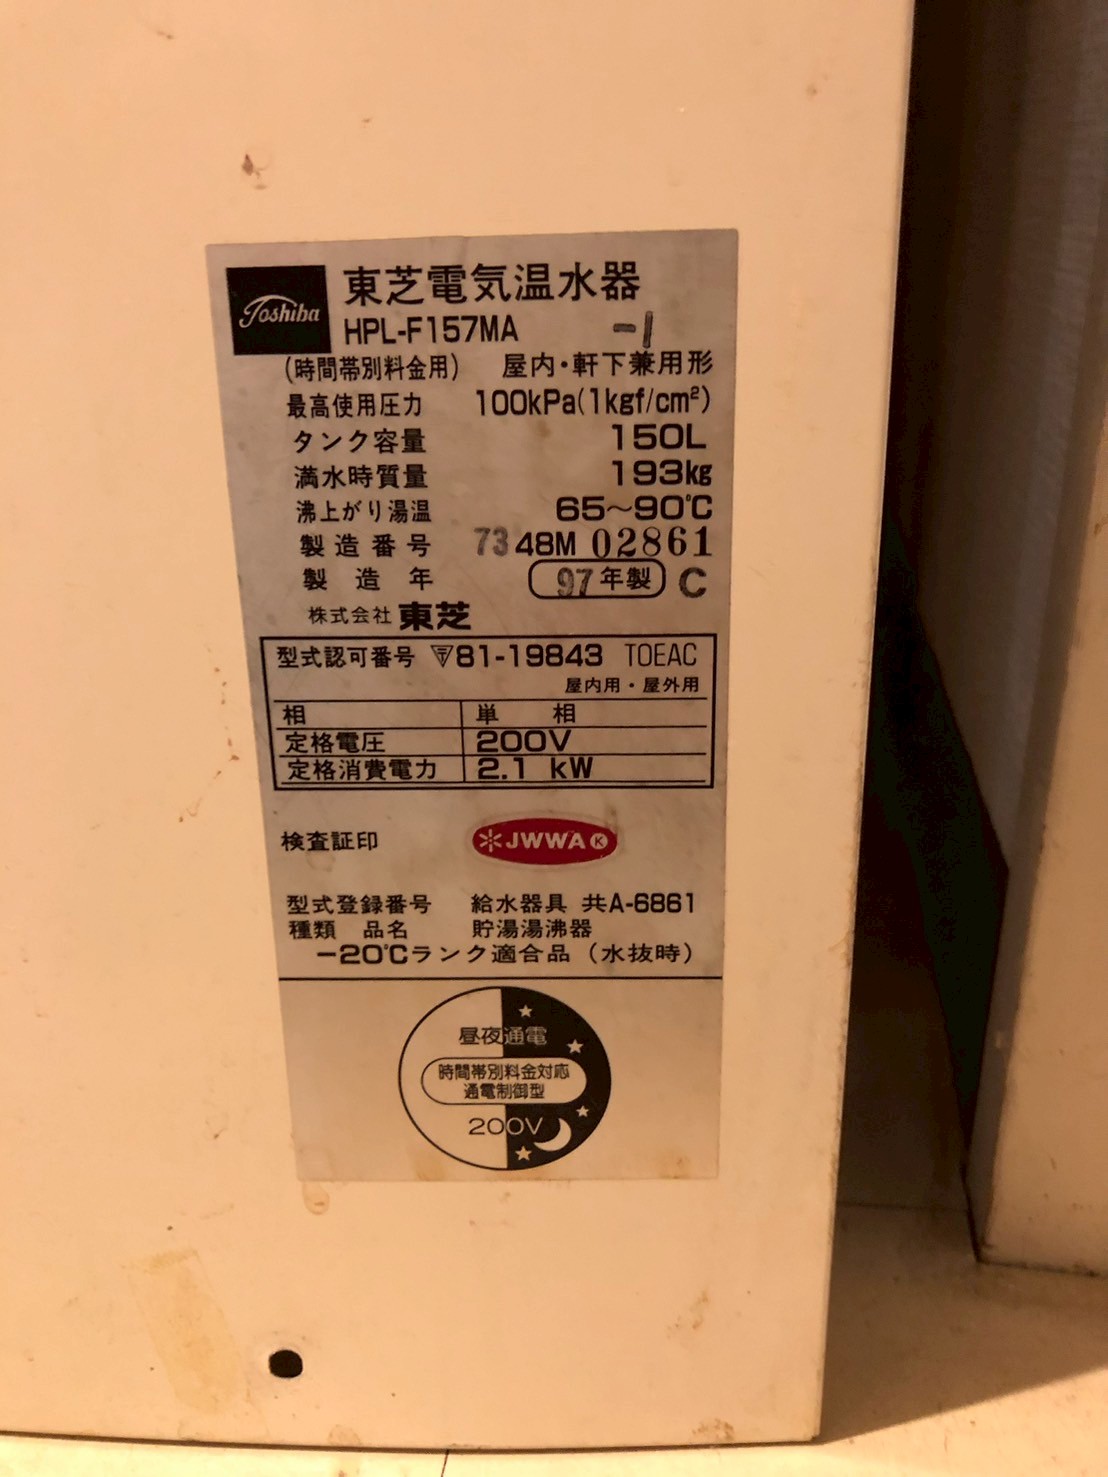 Toshiba
東芝電気温水器
HPL-F157MA -1
(時間帯別料金用) 屋内・軒下兼用形
最高使用圧力 100kPa(1kgf/cm²)
タンク容量 150L
満水時質量 193kg
沸上がり湯温 65~90℃
製造番号 7348M 02861
製造年 97年製 C
株式会社 東芝
型式認可番号 〒81-19843 TOEAC
屋内用・屋外用
相 単相
定格電圧 200V
定格消費電力 2.1 kW
検査証印 JWWA K
型式登録番号 給水器具 共A-6861
種類 品名 貯湯湯沸器
-20℃ランク適合品(水抜時)
昼夜通電
時間帯別料金対応
通電制御型
200V